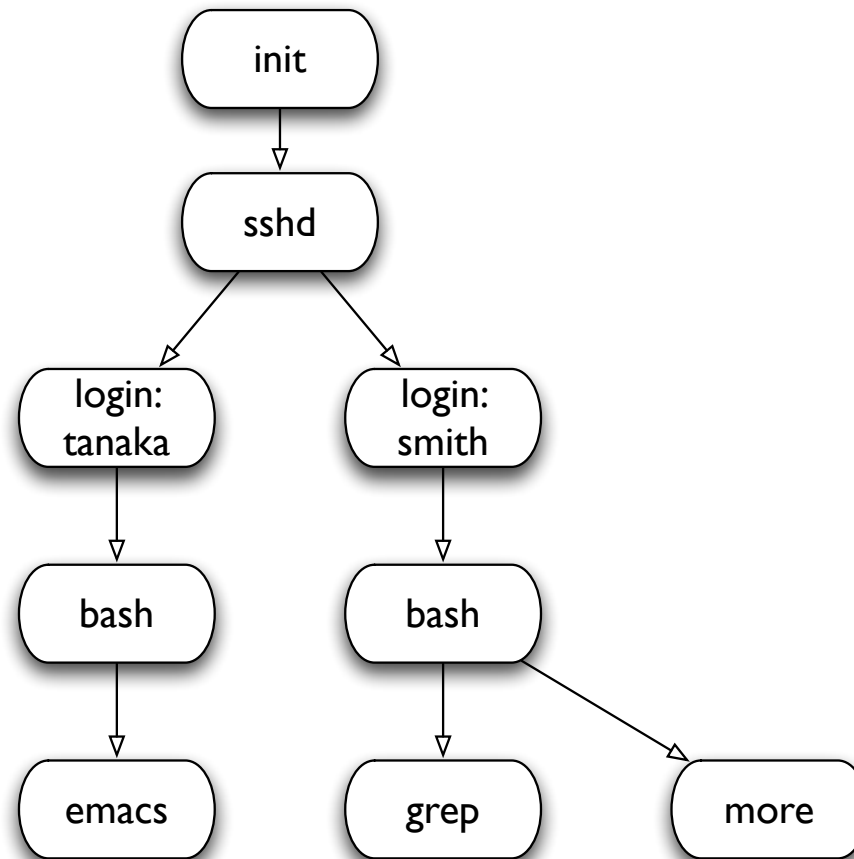 init
sshd
login:
tanaka
login:
smith
bash
bash
emacs
grep
more